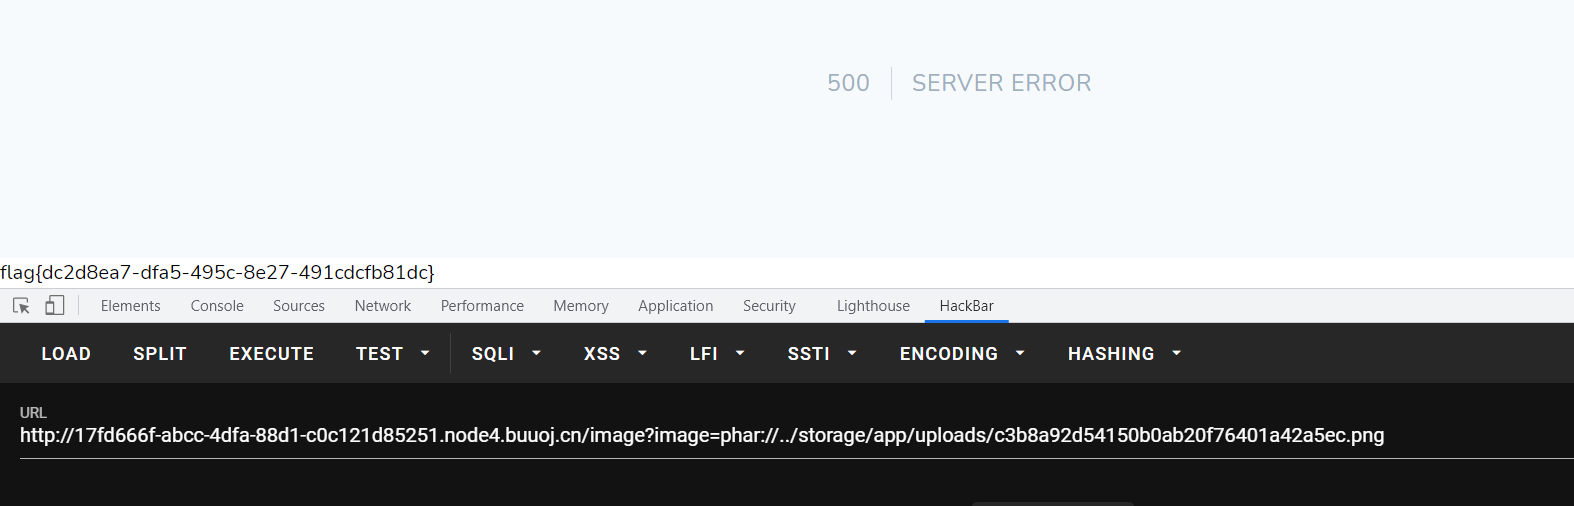 500 SERVER ERROR
flag{dc2d8ea7-dfa5-495c-8e27-491cdcfb81dc}
Elements Console Sources Network Performance Memory Application Security Lighthouse HackBar
LOAD SPLIT EXECUTE TEST SQLI XSS LFI SSTI ENCODING HASHING
URL
http://17fd666f-abcc-4dfa-88d1-c0c121d85251.node4.buuoj.cn/image?image=phar://../storage/app/uploads/c3b8a92d54150b0ab20f76401a42a5ec.png